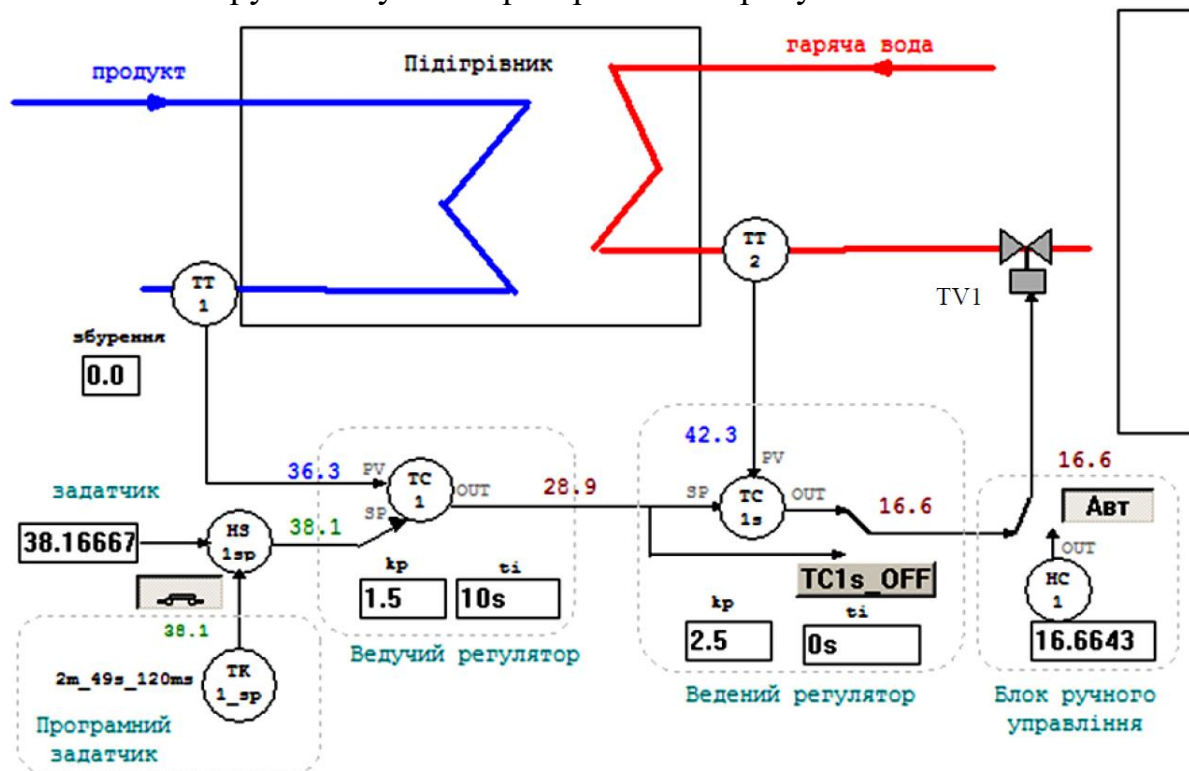 Підігрівник
гаряча вода
продукт
TT
1
TT
2
TV1
збурення
0.0
42.3
PV
16.6
36.3
PV
TC
1
OUT
28.9
SP
TC
1s
OUT
16.6
Авт
задатчик
SP
38.16667
HS
1sp
38.1
OUT
kp
ti
1.5
10s
TC1s_OFF
HC
1
kp
ti
2.5
0s
16.6643
38.1
Ведучий регулятор
2m_49s_120ms
TK
1_sp
Ведений регулятор
Блок ручного
управління
Програмний
задатчик